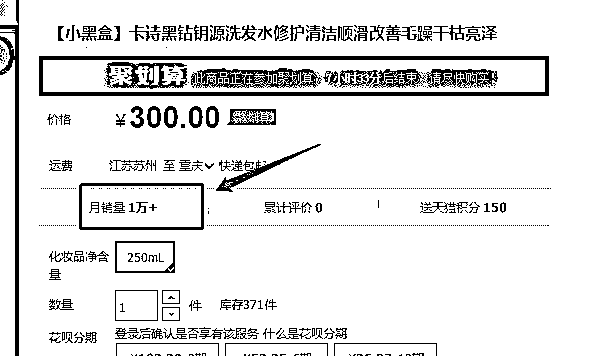 【小黑盒】卡诗黑钻钥源洗发水修护清洁顺滑改善毛躁干枯亮泽
聚划算 此商品正在参加聚划算，7小时33分后结束，请尽快购买！
价格 ¥300.00
运费 江苏苏州 至 重庆 快递包邮
月销量 1万+ 累计评价 0 送天猫积分 150
化妆品净含量 250mL
数量 1 件 库存371件
花呗分期 登录后确认是否享有该服务 什么是花呗分期